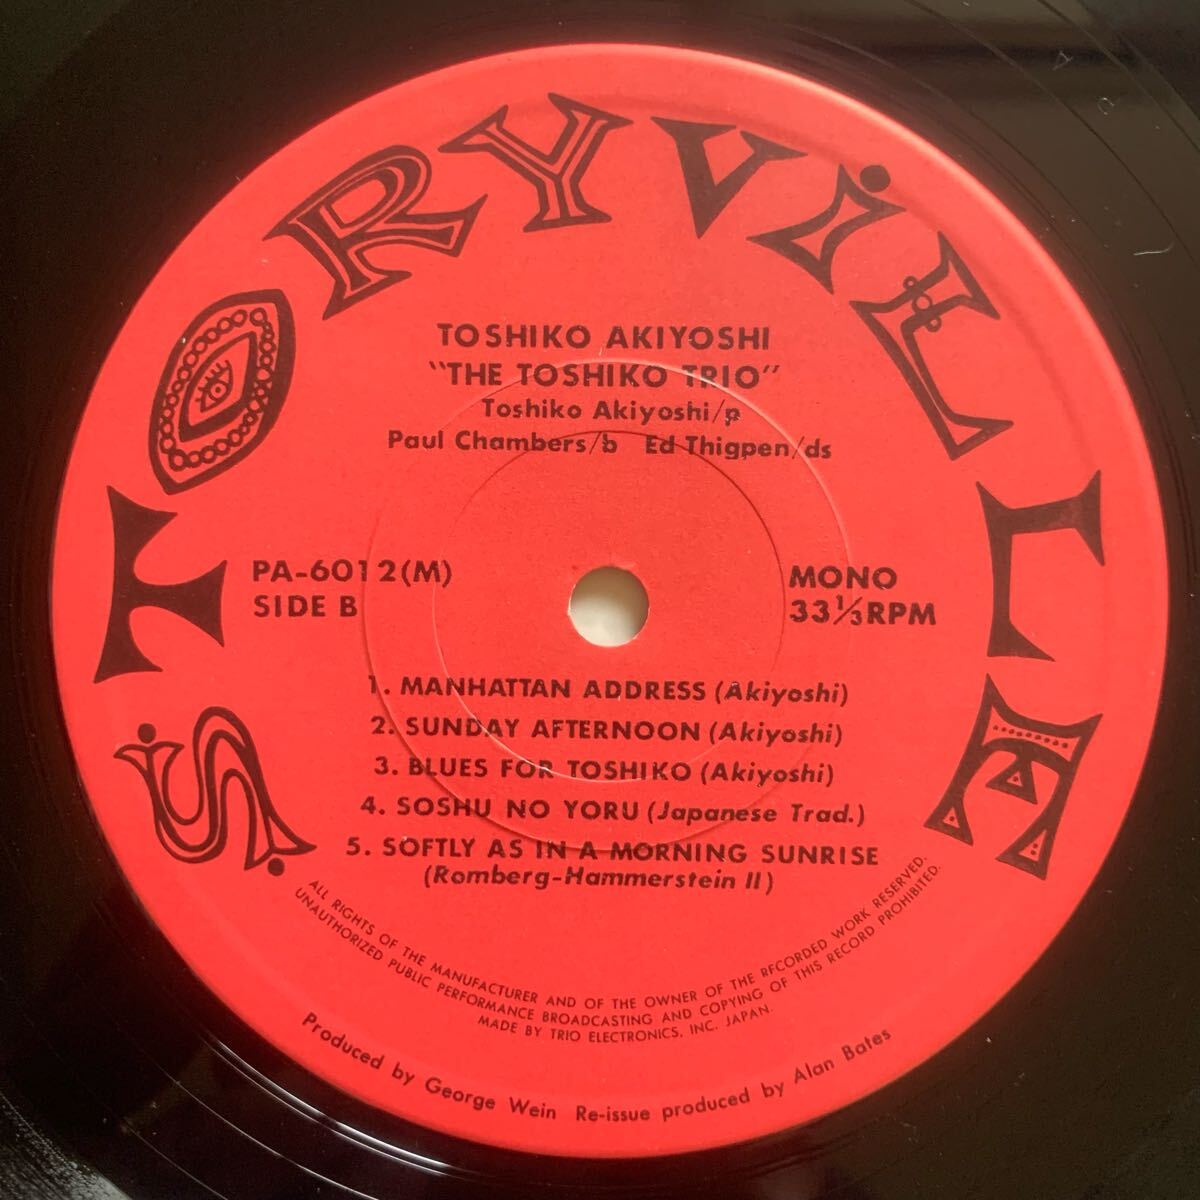 STORYViLLE
TOSHIKO AKIYOSHI
"THE TOSHIKO TRIO"
Toshiko Akiyoshi/p
Paul Chambers/b Ed Thigpen/ds
PA-6012(M)
SIDE B
MONO
33⅓RPM
1. MANHATTAN ADDRESS (Akiyoshi)
2. SUNDAY AFTERNOON (Akiyoshi)
3. BLUES FOR TOSHIKO (Akiyoshi)
4. SOSHU NO YORU (Japanese Trad.)
5. SOFTLY AS IN A MORNING SUNRISE
(Romberg-Hammerstein II)
ALL RIGHTS OF THE MANUFACTURER AND OF THE OWNER OF THE RFCORDED WORK RESERVED.
UNAUTHORIZED PUBLIC PERFORMANCE BROADCASTING AND COPYING OF THIS RECORD PROHIBITED.
MADE BY TRIO ELECTRONICS, INC. JAPAN.
Produced by George Wein Re-issue produced by Alan Bates